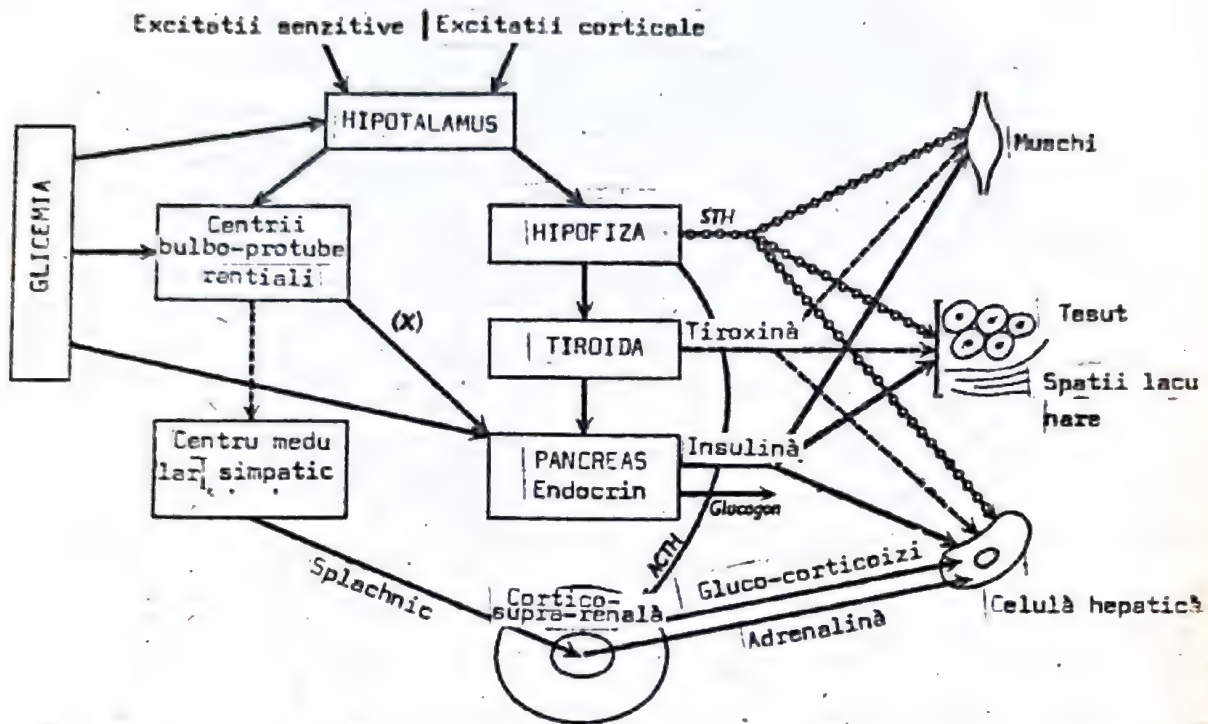 Excitatii senzitive Excitatii corticale
HIPOTALAMUS
Muschi
GLICEMIA
Centrii
bulbo-protube
rentiali
HIPOFIZA
STH
(X)
TIROIDA
Tiroxină
Tesut
Spatii lacu
nare
Centru medu
lar simpatic
PANCREAS
Endocrin
Insulină
Glucagon
ACTH
Splachnic
Cortico-
supra-renală
Gluco-corticoizi
Adrenalină
Celulă hepatică